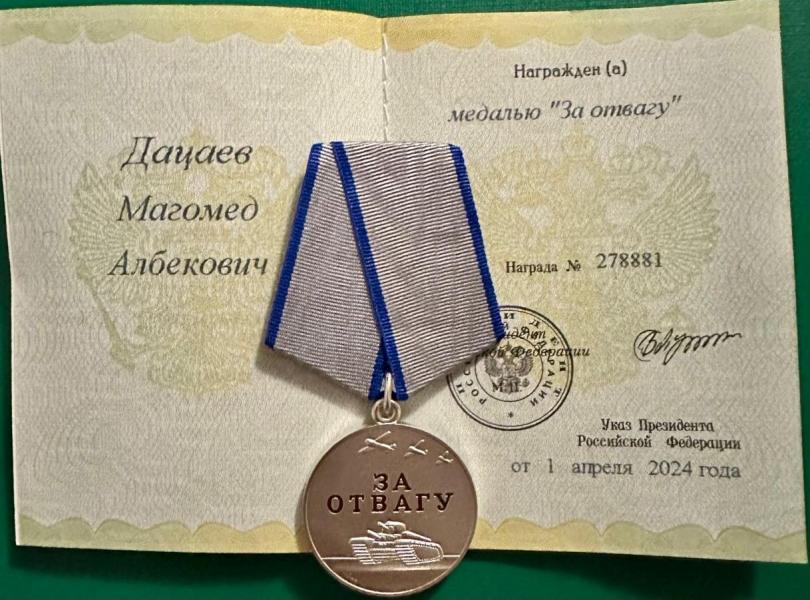 Дацаев
Магомед
Албекович
Награжден (а)
медалью "За отвагу"
Награда № 278881
Федерации
М.П.
Указ Президента
Российской Федерации
от 1 апреля 2024 года
ЗА
ОТВАГУ